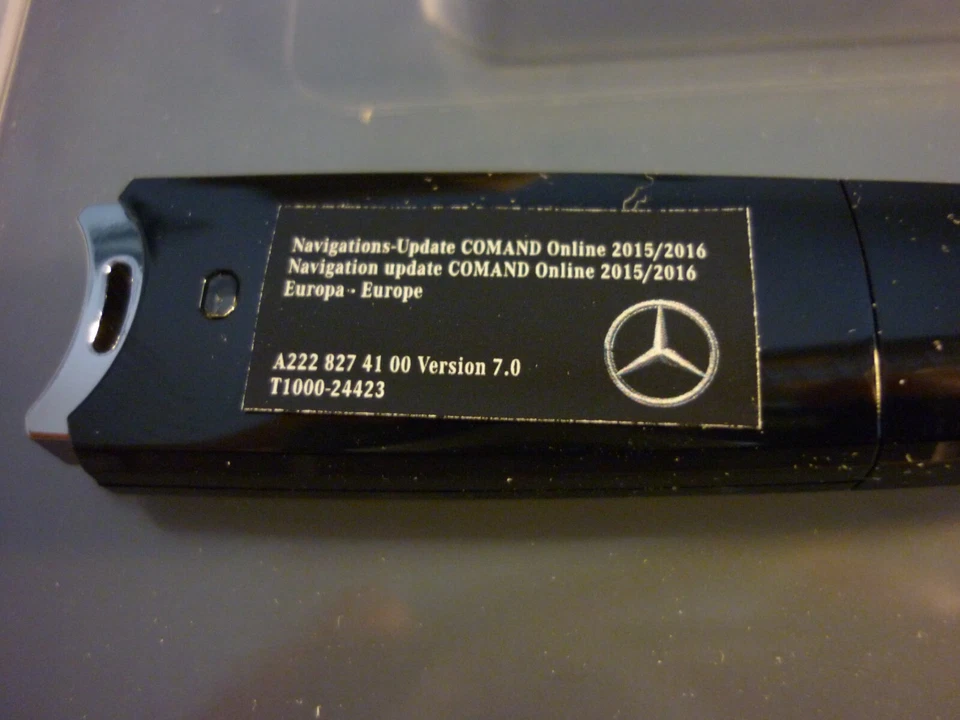 Navigations-Update COMAND Online 2015/2016
Navigation update COMAND Online 2015/2016
Europa · Europe
A222 827 41 00 Version 7.0
T1000-24423